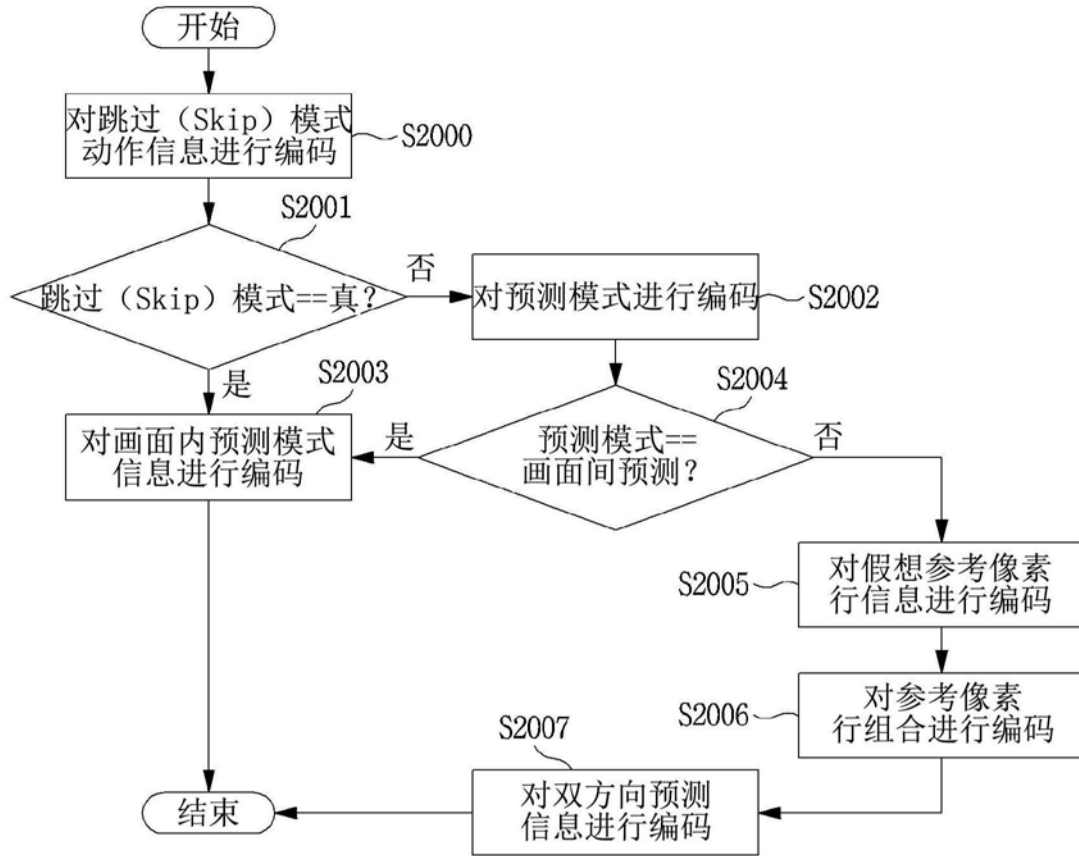 开始
对跳过（Skip）模式
动作信息进行编码
S2000
S2001
跳过（Skip）模式==真？
否
对预测模式进行编码
S2002
是
S2003
对画面内预测模式
信息进行编码
S2004
预测模式==
画面间预测？
是
否
S2005
对假想参考像素
行信息进行编码
S2006
对参考像素
行组合进行编码
S2007
对双方向预测
信息进行编码
结束